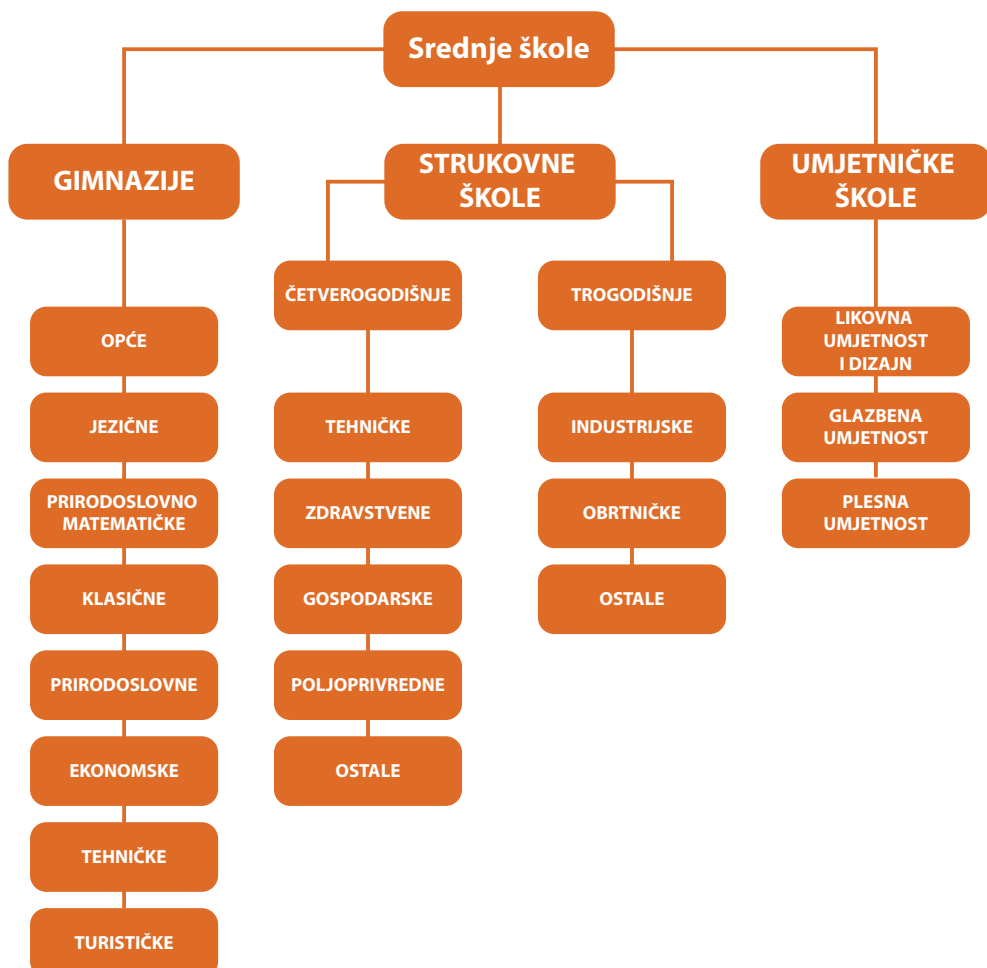 Srednje škole
GIMNAZIJE
STRUKOVNE
ŠKOLE
UMJETNIČKE
ŠKOLE
ČETVEROGODIŠNJE
TROGODIŠNJE
OPĆE
JEZIČNE
PRIRODOSLOVNO
MATEMATIČKE
KLASIČNE
PRIRODOSLOVNE
EKONOMSKE
TEHNIČKE
TURISTIČKE
TEHNIČKE
ZDRAVSTVENE
GOSPODARSKE
POLJOPRIVREDNE
OSTALE
INDUSTRIJSKE
OBRTNIČKE
OSTALE
LIKOVNA
UMJETNOST
I DIZAJN
GLAZBENA
UMJETNOST
PLESNA
UMJETNOST